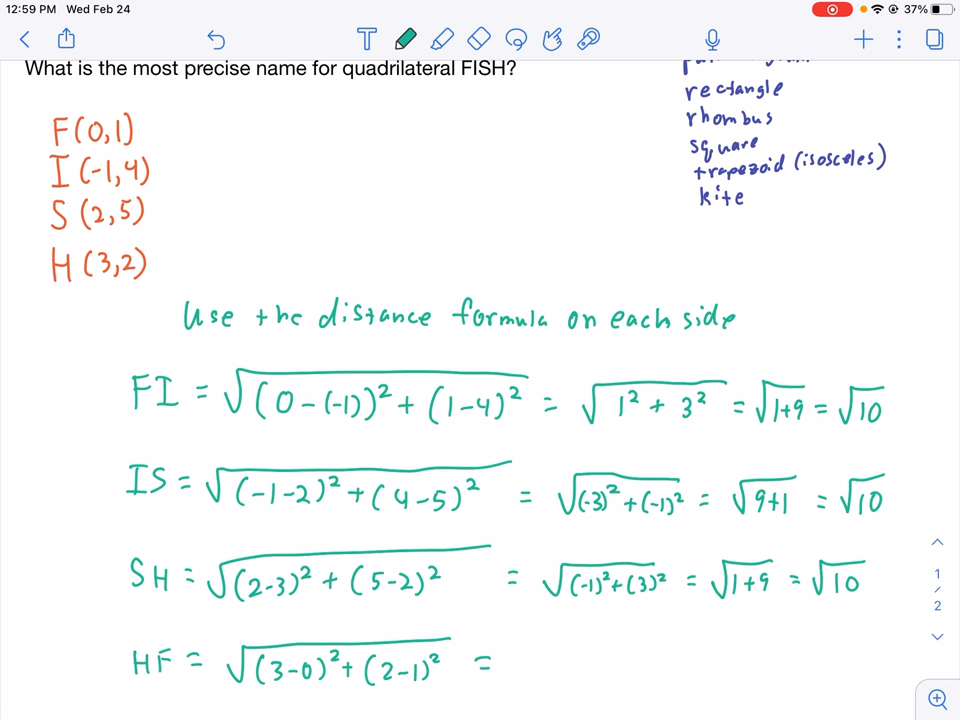 12:59 PM Wed Feb 24
37%
What is the most precise name for quadrilateral FISH?
rectangle
rhombus
square
trapezoid (isosceles)
kite
F(0,1)
I (-1,4)
S (2,5)
H (3,2)
Use the distance formula on each side
FI = √(0-(-1))² + (1-4)² = √1² + 3² = √1+9 = √10
IS = √(-1-2)² + (4-5)² = √(-3)² + (-1)² = √9+1 = √10
SH = √(2-3)² + (5-2)² = √(-1)² + (3)² = √1+9 = √10
HF = √(3-0)² + (2-1)² =
1
/
2